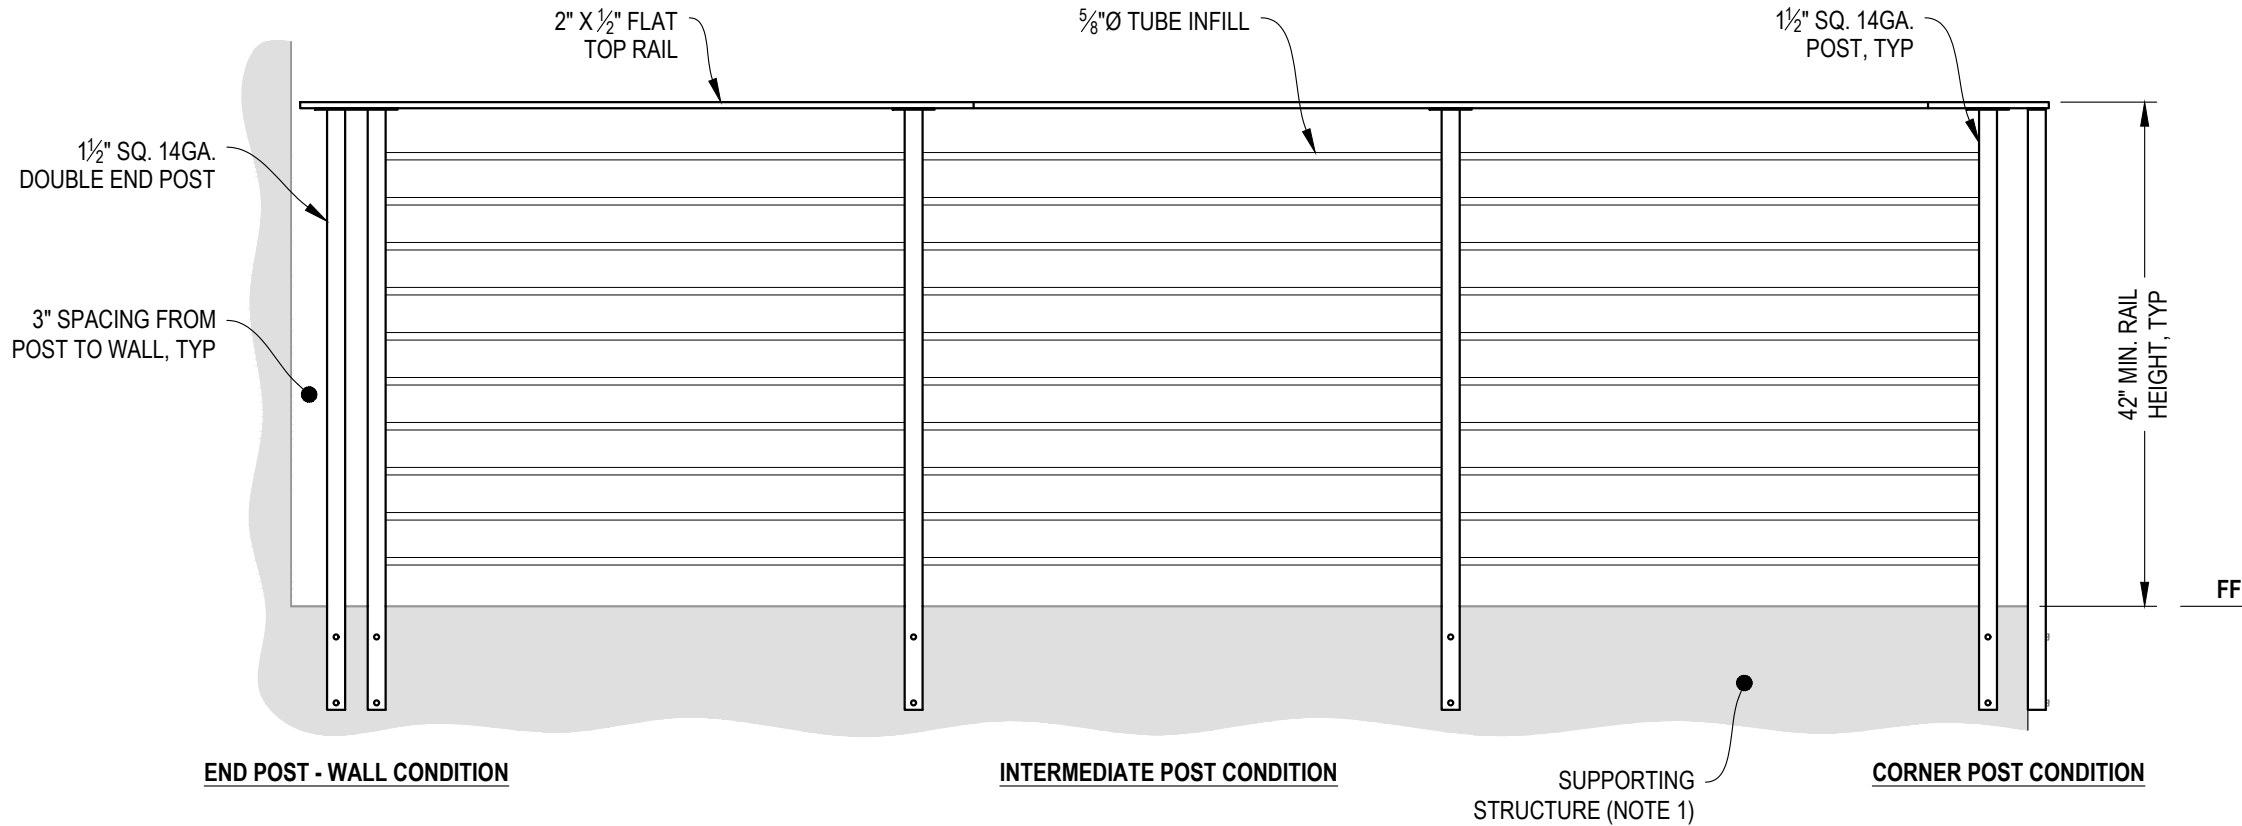 2" X ½" FLAT
TOP RAIL
⅝"Ø TUBE INFILL
1½" SQ. 14GA.
POST, TYP
1½" SQ. 14GA.
DOUBLE END POST
3" SPACING FROM
POST TO WALL, TYP
42" MIN. RAIL
HEIGHT, TYP
FF
END POST - WALL CONDITION
INTERMEDIATE POST CONDITION
SUPPORTING
STRUCTURE (NOTE 1)
CORNER POST CONDITION